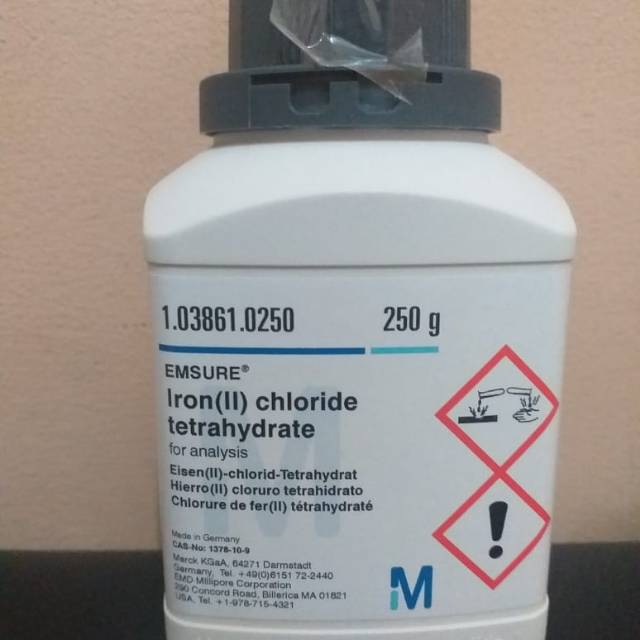 1.03861.0250 250 g
EMSURE®
Iron(II) chloride
tetrahydrate
for analysis
Eisen(II)-chlorid-Tetrahydrat
Hierro(II) cloruro tetrahidrato
Chlorure de fer(II) tétrahydraté
Made in Germany
CAS-No: 1378-10-9
Merck KGaA, 64271 Darmstadt
Germany, Tel. +49(0)6151 72-2440
EMD Millipore Corporation
290 Concord Road, Billerica MA 01821
USA, Tel. +1-978-715-4321
M